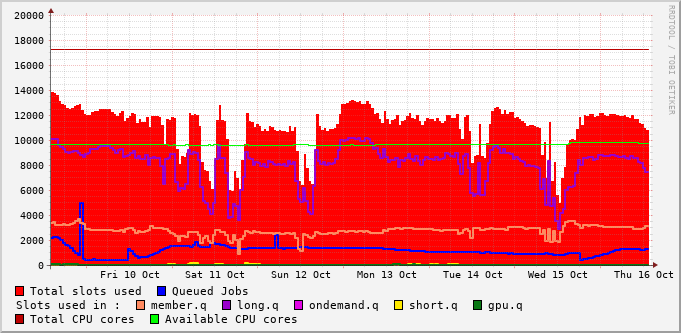 20000
18000
16000
14000
12000
10000
8000
6000
4000
2000
0
Fri 10 Oct Sat 11 Oct Sun 12 Oct Mon 13 Oct Tue 14 Oct Wed 15 Oct Thu 16 Oct
RRDTOOL / TOBI OETIKER
Total slots used Queued Jobs
Slots used in : member.q long.q ondemand.q short.q gpu.q
Total CPU cores Available CPU cores